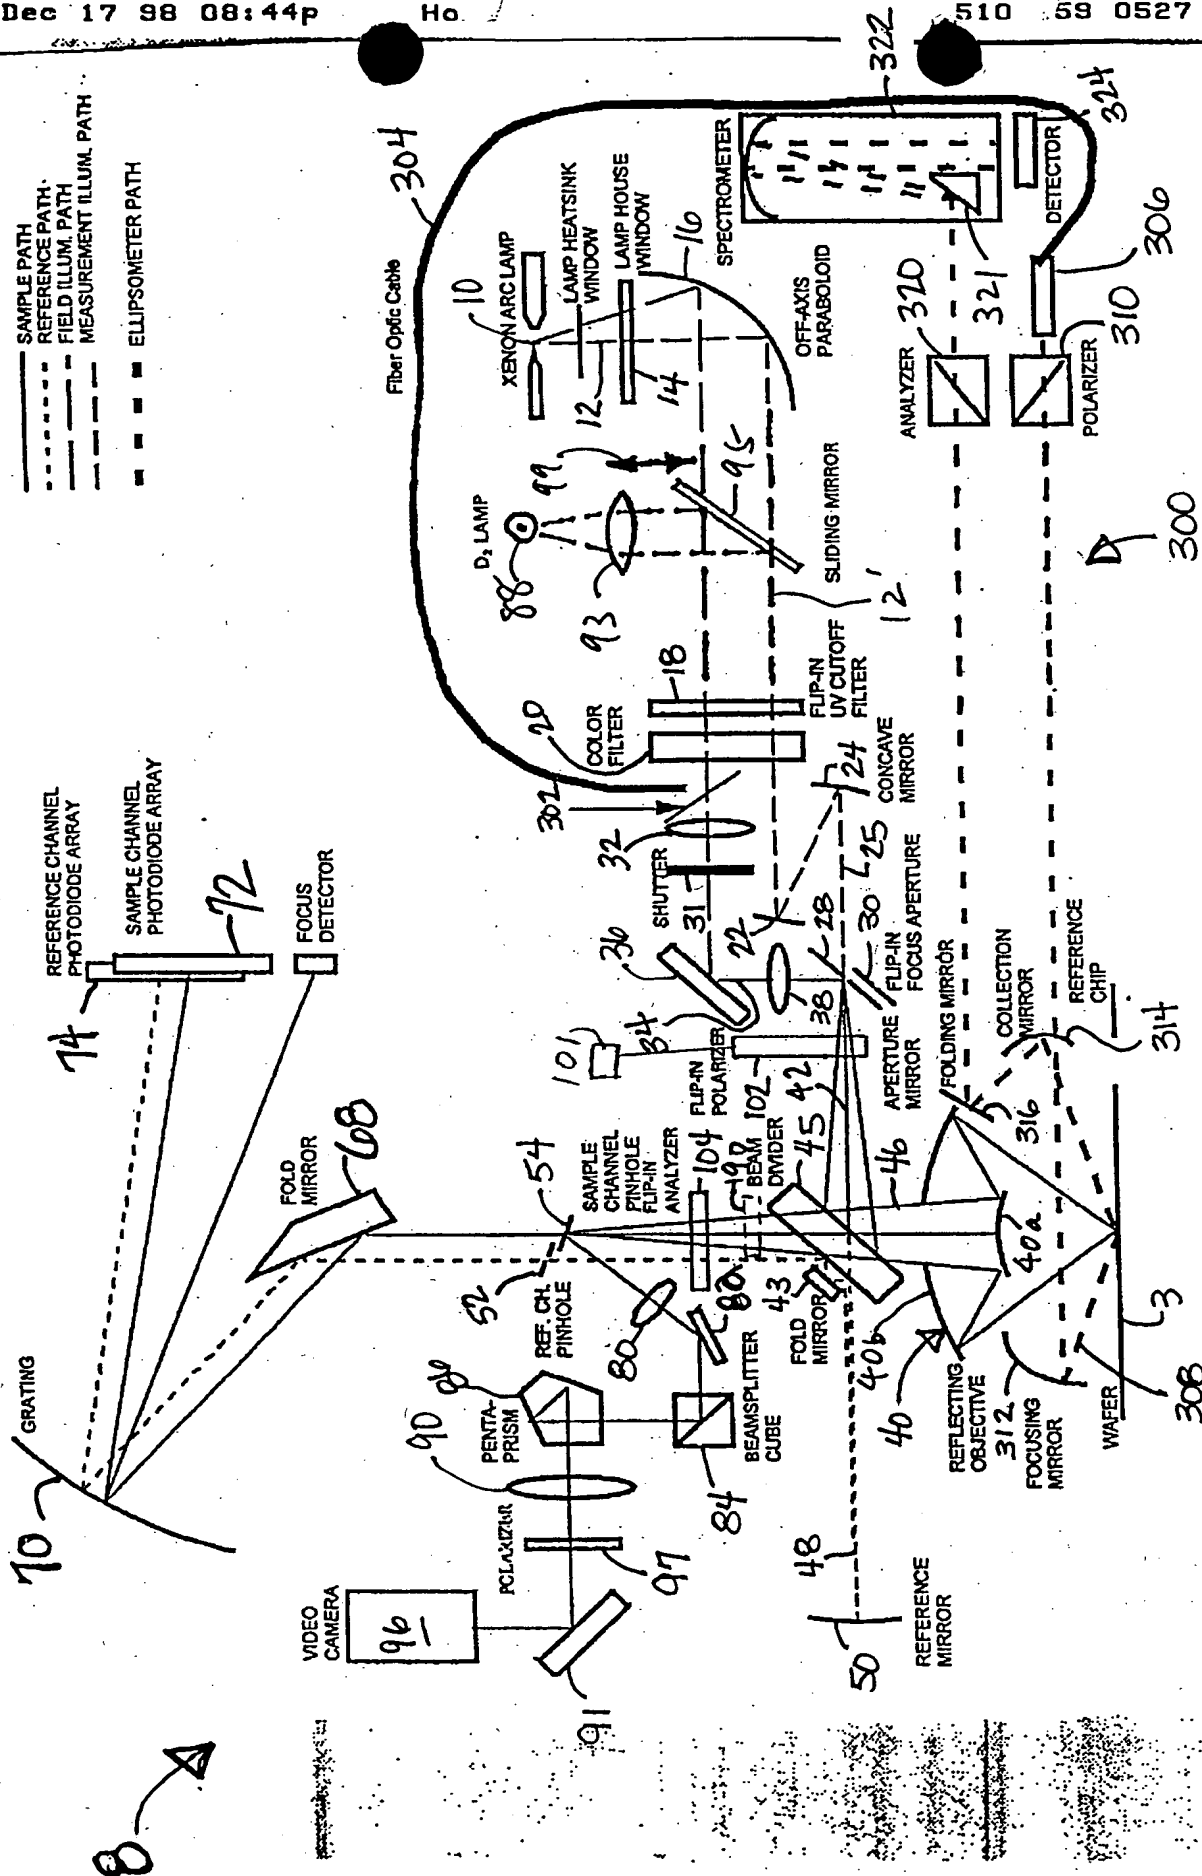 Dec 17 98 08:44p
Ho
510
59 0527
SAMPLE PATH
REFERENCE PATH
FIELD ILLUM. PATH
MEASUREMENT ILLUM. PATH
ELLIPSOMETER PATH
8
GRATING
70
REFERENCE CHANNEL
PHOTODIODE ARRAY
SAMPLE CHANNEL
PHOTODIODE ARRAY
74
72
FOCUS
DETECTOR
FOLD
MIRROR
68
VIDEO
CAMERA
96
91
POLARIZER
97
90
PENTA-
PRISM
BEAMSPLITTER
CUBE
84
80
REF. CH.
PINHOLE
52
54
SAMPLE
CHANNEL
PINHOLE
FLIP-IN
ANALYZER
104
BEAM
DIVIDER
45
FOLD
MIRROR
43
FLIP-IN
POLARIZER
102
101
42
34
36
SHUTTER
31
32
302
20
COLOR
FILTER
18
FLIP-IN
UV CUTOFF
FILTER
22
24
CONCAVE
MIRROR
25
28
30
FLIP-IN
FOCUS APERTURE
38
APERTURE
MIRROR
46
Fiber Optic Cable
304
D₂ LAMP
88
93
99
95
SLIDING MIRROR
12'
XENON ARC LAMP
10
LAMP HEATSINK
WINDOW
LAMP HOUSE
WINDOW
12
14
16
OFF-AXIS
PARABOLOID
SPECTROMETER
322
324
DETECTOR
321
ANALYZER
320
306
310
POLARIZER
300
FOLDING MIRROR
COLLECTION
MIRROR
REFERENCE
CHIP
314
316
40a
40b
40
REFLECTING
OBJECTIVE
312
FOCUSING
MIRROR
WAFER
3
308
48
50
REFERENCE
MIRROR